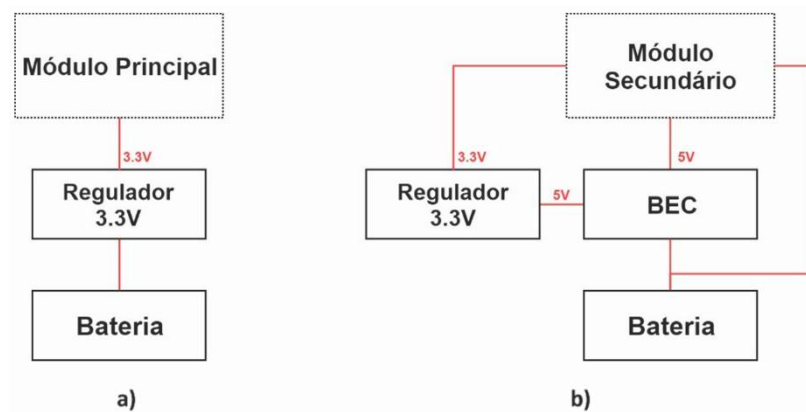 Módulo Principal
3.3V
Regulador
3.3V
Bateria
a)
Módulo
Secundário
3.3V
5V
Regulador
3.3V
5V
BEC
Bateria
b)